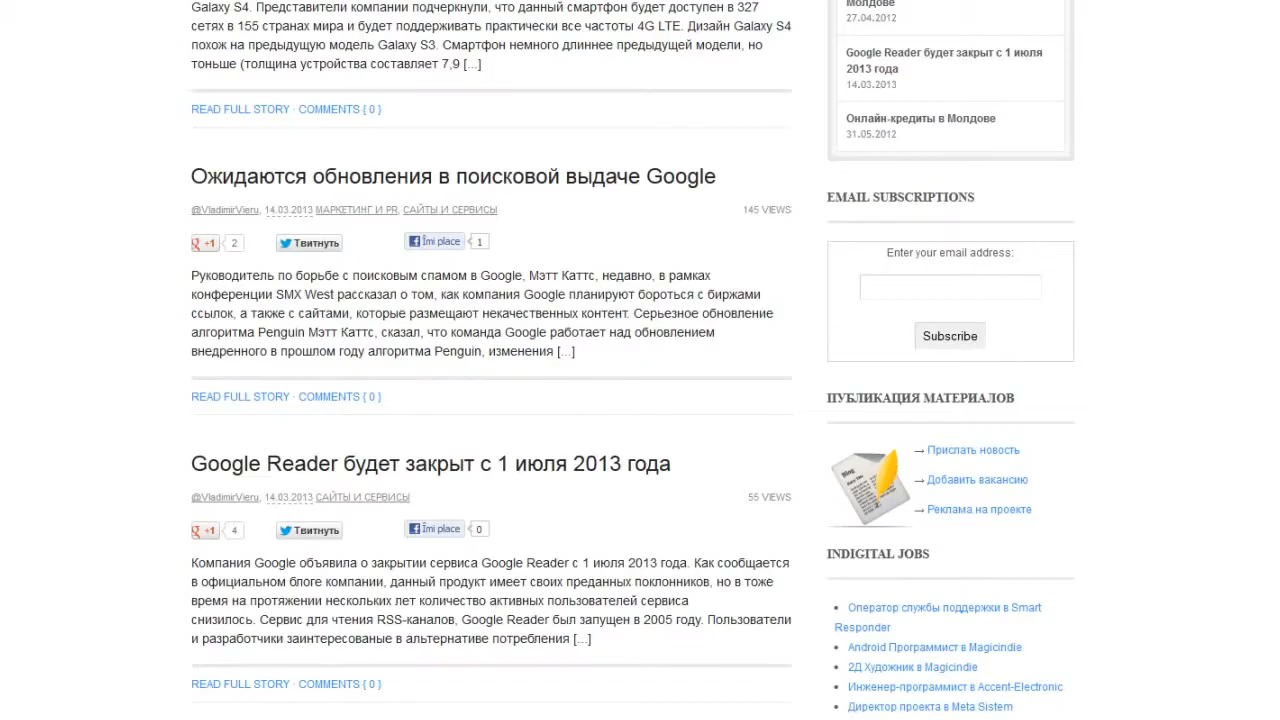 Galaxy S4. Представители компании подчеркнули, что данный смартфон будет доступен в 327
сетях в 155 странах мира и будет поддерживать практически все частоты 4G LTE. Дизайн Galaxy S4
похож на предыдущую модель Galaxy S3. Смартфон немного длиннее предыдущей модели, но
тоньше (толщина устройства составляет 7,9 [...]
READ FULL STORY · COMMENTS { 0 }
Ожидаются обновления в поисковой выдаче Google
@VladimirVieru, 14.03.2013 МАРКЕТИНГ И PR, САЙТЫ И СЕРВИСЫ
145 VIEWS
g +1 2
Твитнуть
Îmi place 1
Руководитель по борьбе с поисковым спамом в Google, Мэтт Каттс, недавно, в рамках
конференции SMX West рассказал о том, как компания Google планируют бороться с биржами
ссылок, а также с сайтами, которые размещают некачественных контент. Серьезное обновление
алгоритма Penguin Мэтт Каттс, сказал, что команда Google работает над обновлением
внедренного в прошлом году алгоритма Penguin, изменения [...]
READ FULL STORY · COMMENTS { 0 }
Google Reader будет закрыт с 1 июля 2013 года
@VladimirVieru, 14.03.2013 САЙТЫ И СЕРВИСЫ
55 VIEWS
g +1 4
Твитнуть
Îmi place 0
Компания Google объявила о закрытии сервиса Google Reader с 1 июля 2013 года. Как сообщается
в официальном блоге компании, данный продукт имеет своих преданных поклонников, но в тоже
время на протяжении нескольких лет количество активных пользователей сервиса
снизилось. Сервис для чтения RSS-каналов, Google Reader был запущен в 2005 году. Пользователи
и разработчики заинтересованые в альтернативе потребления [...]
READ FULL STORY · COMMENTS { 0 }
Молдове
27.04.2012
Google Reader будет закрыт с 1 июля
2013 года
14.03.2013
Онлайн-кредиты в Молдове
31.05.2012
EMAIL SUBSCRIPTIONS
Enter your email address:
Subscribe
ПУБЛИКАЦИЯ МАТЕРИАЛОВ
Blog
→ Прислать новость
→ Добавить вакансию
→ Реклама на проекте
INDIGITAL JOBS
• Оператор службы поддержки в Smart
Responder
• Android Программист в Magicindie
• 2Д Художник в Magicindie
• Инженер-программист в Accent-Electronic
• Директор проекта в Meta Sistem